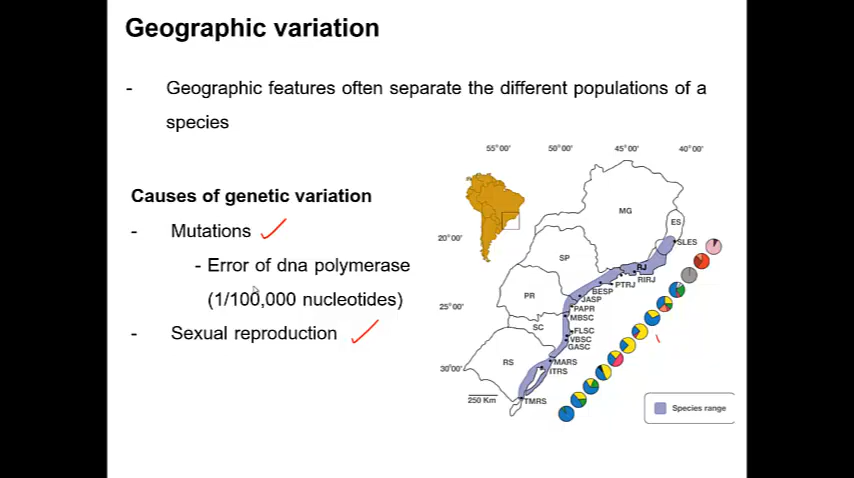 Geographic variation
- Geographic features often separate the different populations of a
species
Causes of genetic variation
- Mutations
- Error of dna polymerase
(1/100,000 nucleotides)
- Sexual reproduction
55°00' 50°00' 45°00' 40°00'
20°00'
25°00'
30°00'
MG
ES
SLES
SP
RJ
RIRJ
PTRJ
BESP
JASP
PR
PAPR
MBSC
SC
FLSC
VBSC
GASC
RS
MARS
ITRS
TMRS
250 Km
Species range